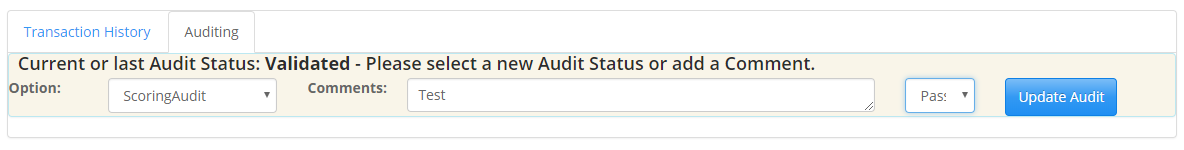 Transaction History Auditing
Current or last Audit Status: Validated - Please select a new Audit Status or add a Comment.
Option: ScoringAudit Comments: Test Pass Update Audit